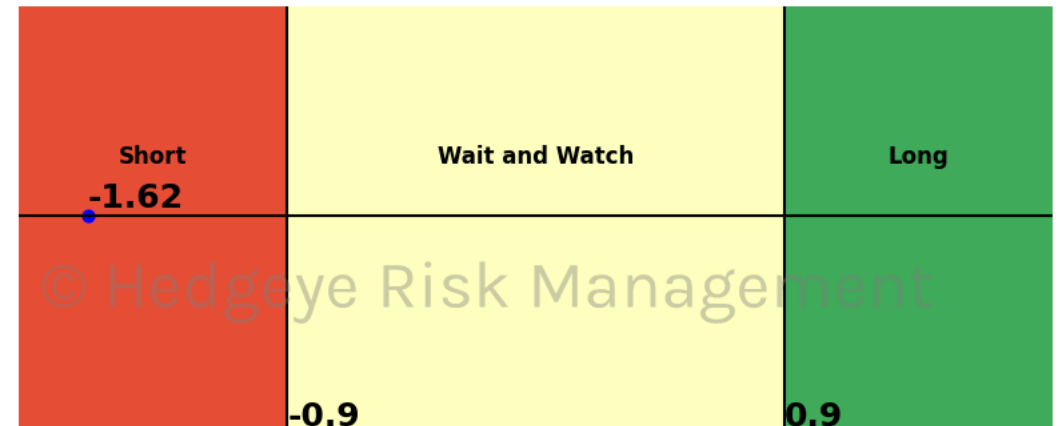 Short
Wait and Watch
Long
-1.62
© Hedgeye Risk Management
-0.9
0.9